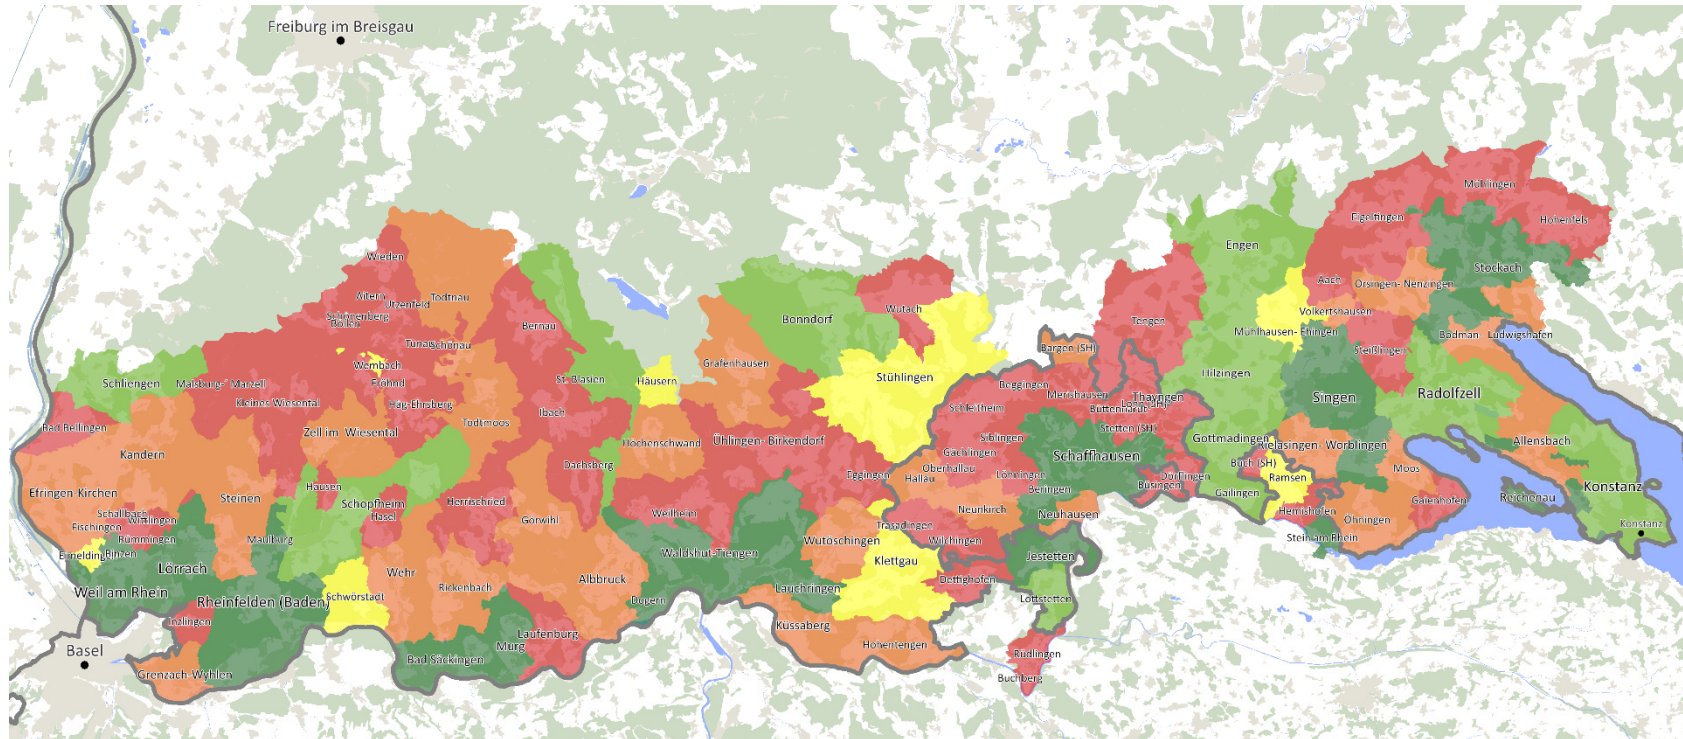 Freiburg im Breisgau
Mühlingen
Eigeltingen
Hohenfels
Engen
Wieden
Stockach
Aach
Orsingen- Nenzingen
Aitern
Utzenfeld
Todtnau
Schönenberg
Böllen
Wutach
Volkertshausen
Bonndorf
Tengen
Bernau
Mühlhausen- Ehingen
Bodman
Ludwigshafen
Tunau
Schönau
Bargen (SH)
Steißlingen
Wembach
Grafenhausen
Schliengen
Malsburg- Marzell
Fröhnd
St. Blasien
Häusern
Stühlingen
Hilzingen
Beggingen
Merishausen
Thayngen
Radolfzell
Singen
Kleines Wiesental
Häg-Ehrsberg
Ibach
Schleitheim
Büttenhardt
Bad Bellingen
Zell im Wiesental
Todtmoos
Hochenschwand
Ühlingen- Birkendorf
Siblingen
Stetten (SH)
Gottmadingen
Rielasingen- Worblingen
Allensbach
Kandern
Gächlingen
Schaffhausen
Dachsberg
Oberhallau
Buch (SH)
Moos
Eggingen
Hallau
Löhningen
Dörflingen
Ramsen
Hausen
Beringen
Büsingen
Gailingen
Konstanz
Efringen-Kirchen
Steinen
Schopfheim
Herrischried
Reichenau
Gaienhofen
Schallbach
Wittlingen
Hasel
Görwihl
Weilheim
Neunkirch
Neuhausen
Hemishofen
Öhningen
Fischingen
Trasadingen
Konstanz
Rümmingen
Maulburg
Wutöschingen
Wilchingen
Stein am Rhein
Binzen
Waldshut-Tiengen
Klettgau
Jestetten
Lörrach
Wehr
Albbruck
Dettighofen
Weil am Rhein
Rheinfelden (Baden)
Schwörstadt
Rickenbach
Dogern
Lauchringen
Lottstetten
Inzlingen
Küssaberg
Laufenburg
Murg
Hohentengen
Basel
Bad Säckingen
Rüdlingen
Grenzach-Wyhlen
Buchberg